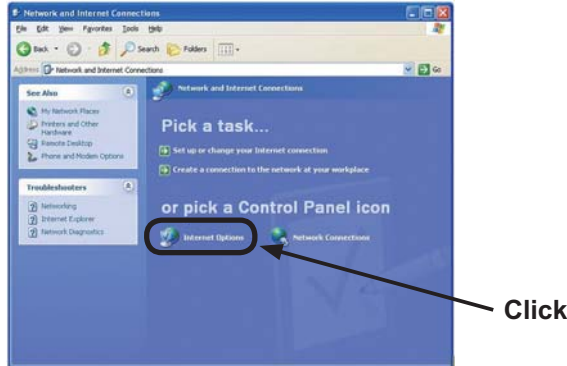 Network and Internet Connections
File Edit View Favorites Tools Help
Back Search Folders
Address Network and Internet Connections Go
See Also
My Network Places
Printers and Other
Hardware
Remote Desktop
Phone and Modem Options
Troubleshooters
Networking
Internet Explorer
Network Diagnostics
Network and Internet Connections
Pick a task...
Set up or change your Internet connection
Create a connection to the network at your workplace
or pick a Control Panel icon
Internet Options Network Connections
Click